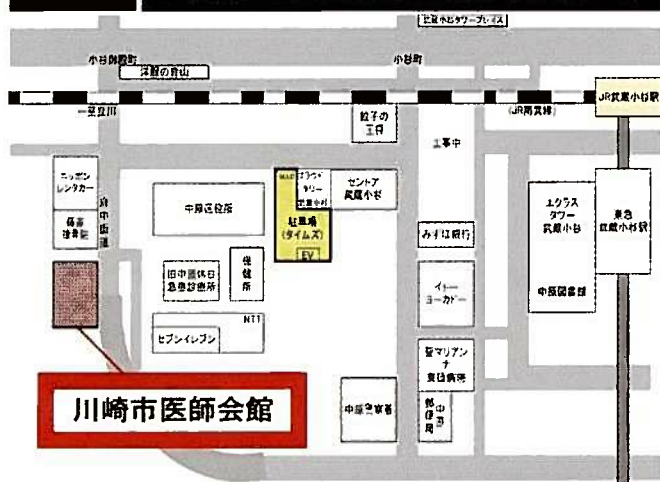 武蔵小杉タワープレイス
小杉御殿町
小杉町
洋服の青山
JR武蔵小杉駅
(JR南武線)
餃子の
王将
工事中
ニッポン
レンタカー
府中街道
中原区役所
セントア
武蔵小杉
駐車場
(タイムズ)
EV
みずほ銀行
エクラス
タワー
武蔵小杉
中原図書館
東急
武蔵小杉駅
旧中原休日
急患診療所
保健所
イトー
ヨーカドー
NTT
セブンイレブン
聖マリアン
ナ
東横病院
川崎市医師会館
中原警察署
中原
郵便局